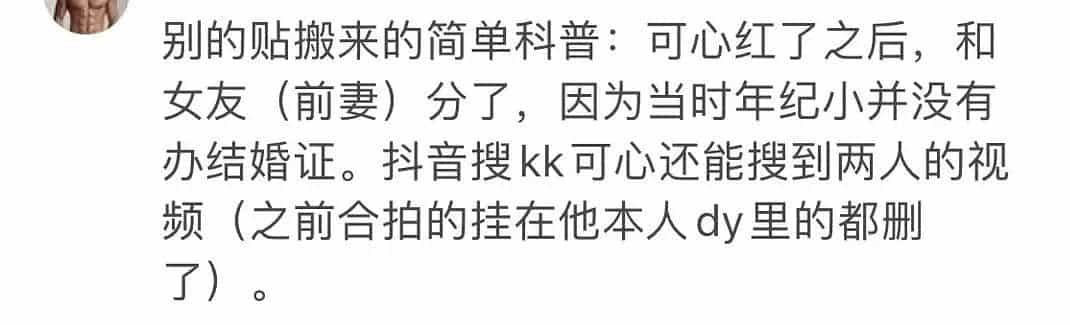 别的贴搬来的简单科普：可心红了之后，和
女友（前妻）分了，因为当时年纪小并没有
办结婚证。抖音搜kk可心还能搜到两人的视
频（之前合拍的挂在他本人dy里的都删
了）。